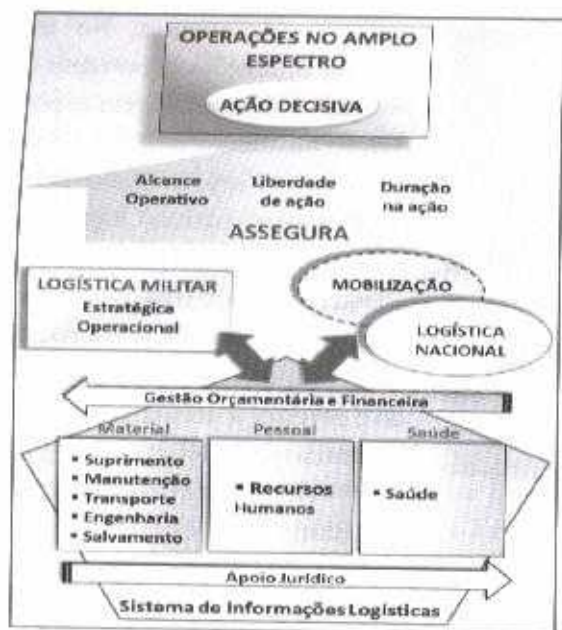 OPERAÇÕES NO AMPLO
ESPECTRO
AÇÃO DECISIVA
Alcance
Operativo
Liberdade
de ação
Duração
na ação
ASSEGURA
LOGÍSTICA MILITAR
Estratégica
Operacional
MOBILIZAÇÃO
LOGÍSTICA
NACIONAL
Gestão Orçamentária e Financeira
Material
▪ Suprimento
▪ Manutenção
▪ Transporte
▪ Engenharia
▪ Salvamento
Pessoal
▪ Recursos
Humanos
Saúde
▪ Saúde
Apoio Jurídico
Sistema de Informações Logísticas